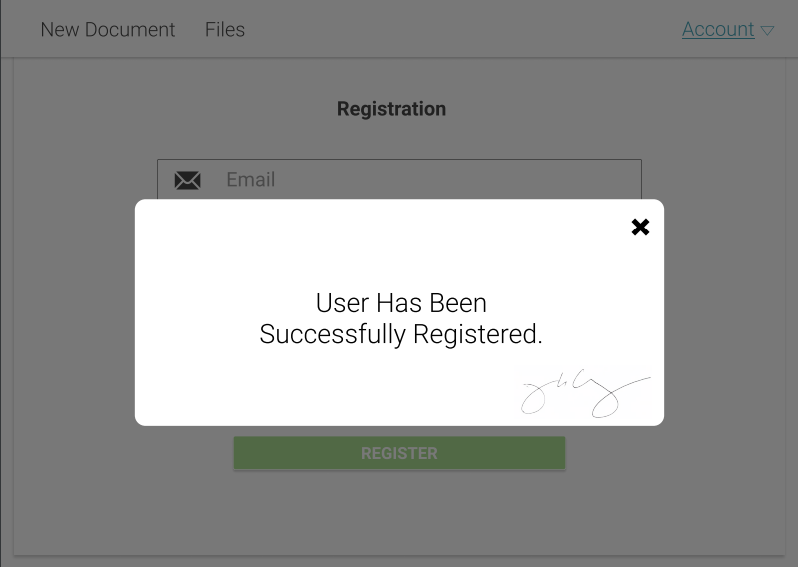 New Document Files Account
Registration
Email
User Has Been
Successfully Registered.
REGISTER